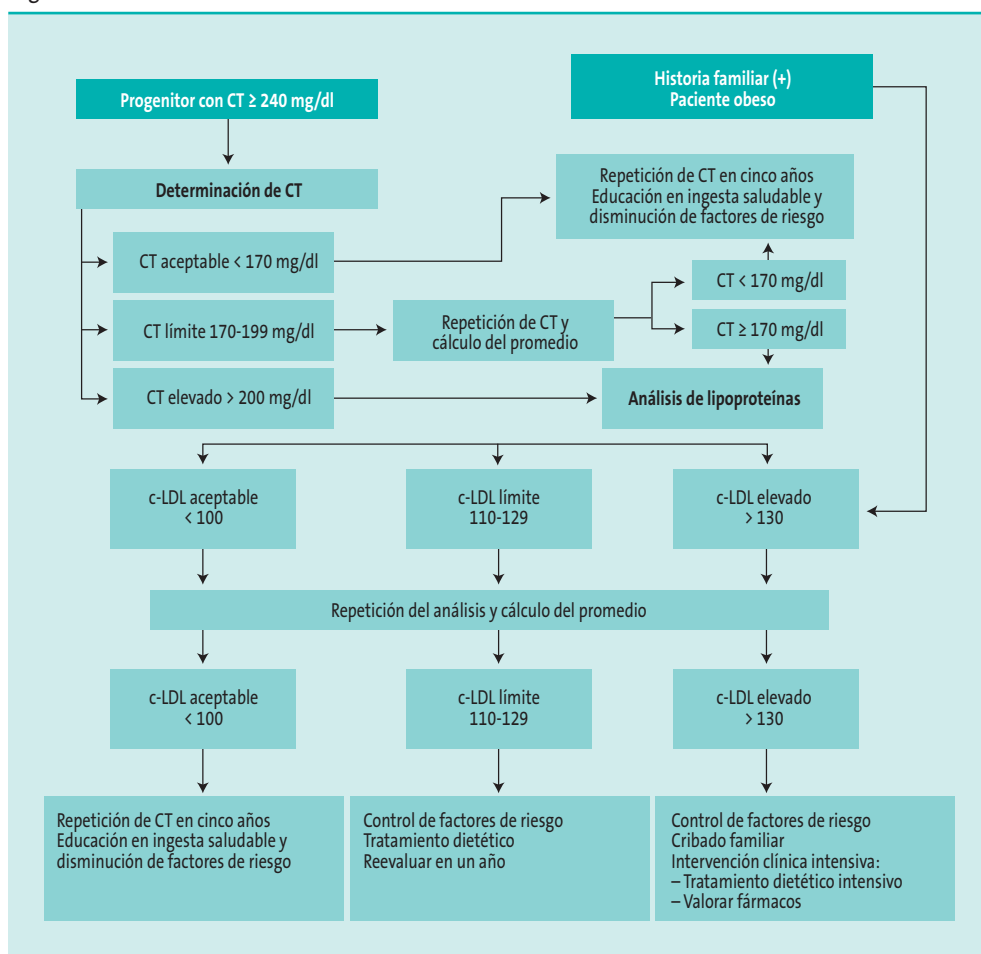 Progenitor con CT ≥ 240 mg/dl
Historia familiar (+)
Paciente obeso
Determinación de CT
Repetición de CT en cinco años
Educación en ingesta saludable y
disminución de factores de riesgo
CT aceptable < 170 mg/dl
CT < 170 mg/dl
CT límite 170-199 mg/dl
Repetición de CT y
cálculo del promedio
CT ≥ 170 mg/dl
CT elevado > 200 mg/dl
Análisis de lipoproteínas
c-LDL aceptable
< 100
c-LDL límite
110-129
c-LDL elevado
> 130
Repetición del análisis y cálculo del promedio
c-LDL aceptable
< 100
c-LDL límite
110-129
c-LDL elevado
> 130
Repetición de CT en cinco años
Educación en ingesta saludable y
disminución de factores de riesgo
Control de factores de riesgo
Tratamiento dietético
Reevaluar en un año
Control de factores de riesgo
Cribado familiar
Intervención clínica intensiva:
– Tratamiento dietético intensivo
– Valorar fármacos